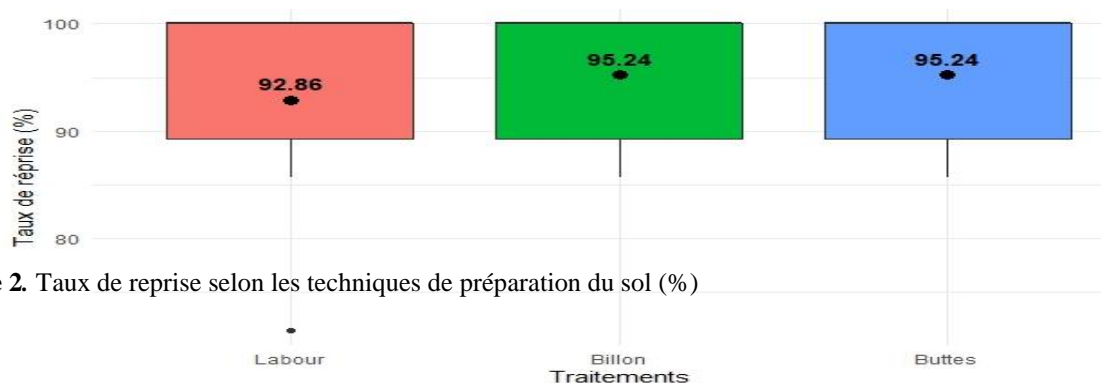 100
92.86
95.24
95.24
90
Taux de réprise (%)
80
e 2. Taux de reprise selon les techniques de préparation du sol (%)
Labour
Billon
Buttes
Traitements